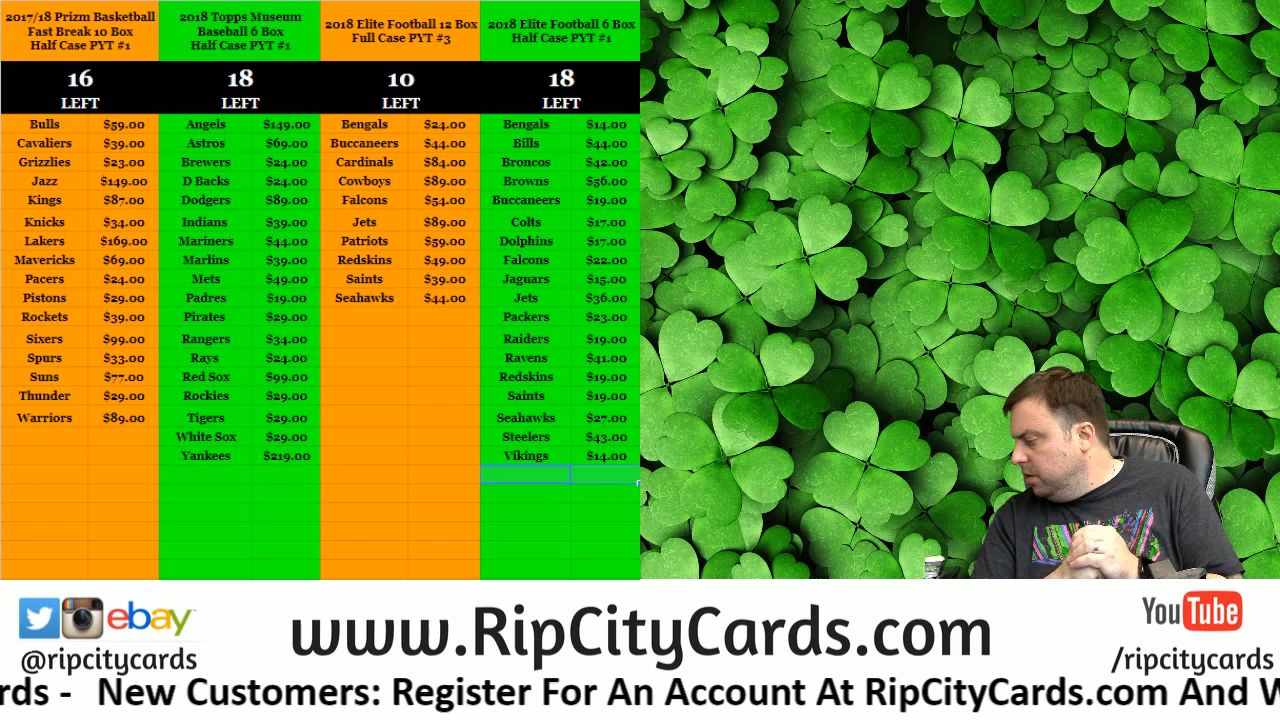 2017/18 Prizm Basketball
Fast Break 10 Box
Half Case PYT #1
16
LEFT
Bulls $59.00
Cavaliers $39.00
Grizzlies $23.00
Jazz $149.00
Kings $87.00
Knicks $34.00
Lakers $169.00
Mavericks $69.00
Pacers $24.00
Pistons $29.00
Rockets $39.00
Sixers $99.00
Spurs $33.00
Suns $77.00
Thunder $29.00
Warriors $89.00
2018 Topps Museum
Baseball 6 Box
Half Case PYT #1
18
LEFT
Angels $149.00
Astros $69.00
Brewers $24.00
D Backs $24.00
Dodgers $89.00
Indians $39.00
Mariners $44.00
Marlins $39.00
Mets $49.00
Padres $19.00
Pirates $29.00
Rangers $34.00
Rays $24.00
Red Sox $99.00
Rockies $29.00
Tigers $29.00
White Sox $29.00
Yankees $219.00
2018 Elite Football 12 Box
Full Case PYT #3
10
LEFT
Bengals $24.00
Buccaneers $44.00
Cardinals $84.00
Cowboys $89.00
Falcons $54.00
Jets $89.00
Patriots $59.00
Redskins $49.00
Saints $39.00
Seahawks $44.00
2018 Elite Football 6 Box
Half Case PYT #1
18
LEFT
Bengals $14.00
Bills $44.00
Broncos $42.00
Browns $56.00
Buccaneers $19.00
Colts $17.00
Dolphins $17.00
Falcons $22.00
Jaguars $15.00
Jets $36.00
Packers $23.00
Raiders $19.00
Ravens $41.00
Redskins $19.00
Saints $19.00
Seahawks $27.00
Steelers $43.00
Vikings $14.00
ebay
@ripcitycards
www.RipCityCards.com
YouTube
/ripcitycards
rds - New Customers: Register For An Account At RipCityCards.com And W